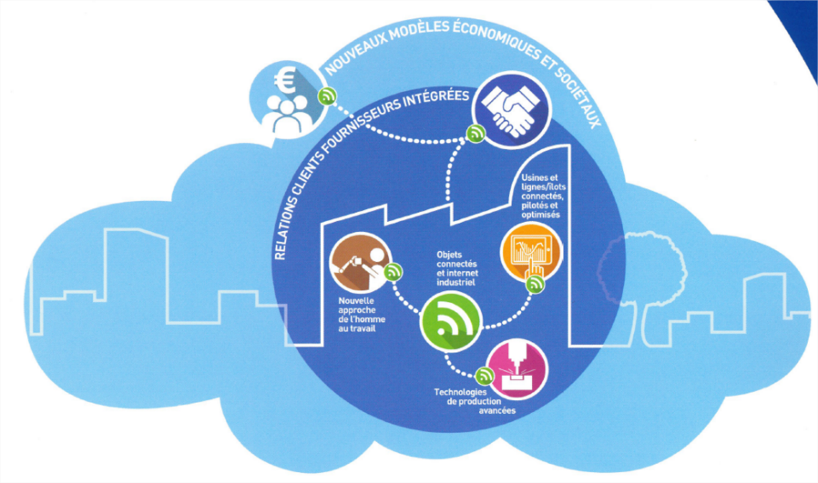 NOUVEAUX MODÈLES ÉCONOMIQUES ET SOCIÉTAUX
RELATIONS CLIENTS FOURNISSEURS INTÉGRÉES
Usines et
lignes/îlots
connectés,
pilotés et
optimisés
Objets
connectés
et internet
industriel
Nouvelle
approche
de l'homme
au travail
Technologies
de production
avancées